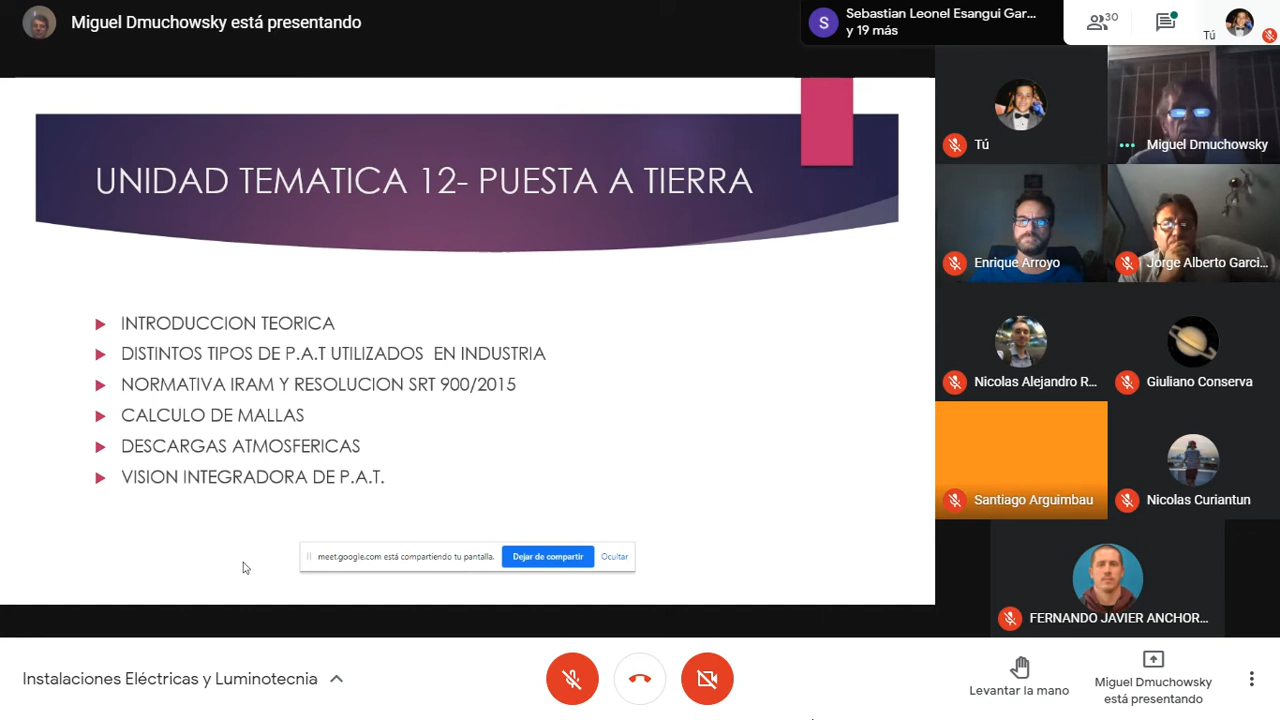 Miguel Dmuchowsky está presentando
S
Sebastian Leonel Esangui Gar...
y 19 más
30
Tú
UNIDAD TEMATICA 12- PUESTA A TIERRA
INTRODUCCION TEORICA
DISTINTOS TIPOS DE P.A.T UTILIZADOS EN INDUSTRIA
NORMATIVA IRAM Y RESOLUCION SRT 900/2015
CALCULO DE MALLAS
DESCARGAS ATMOSFERICAS
VISION INTEGRADORA DE P.A.T.
meet.google.com está compartiendo tu pantalla.
Dejar de compartir
Ocultar
Tú
Miguel Dmuchowsky
Enrique Arroyo
Jorge Alberto Garci...
Nicolas Alejandro R...
Giuliano Conserva
Santiago Arguimbau
Nicolas Curiantun
FERNANDO JAVIER ANCHOR...
Instalaciones Eléctricas y Luminotecnia
Levantar la mano
Miguel Dmuchowsky
está presentando